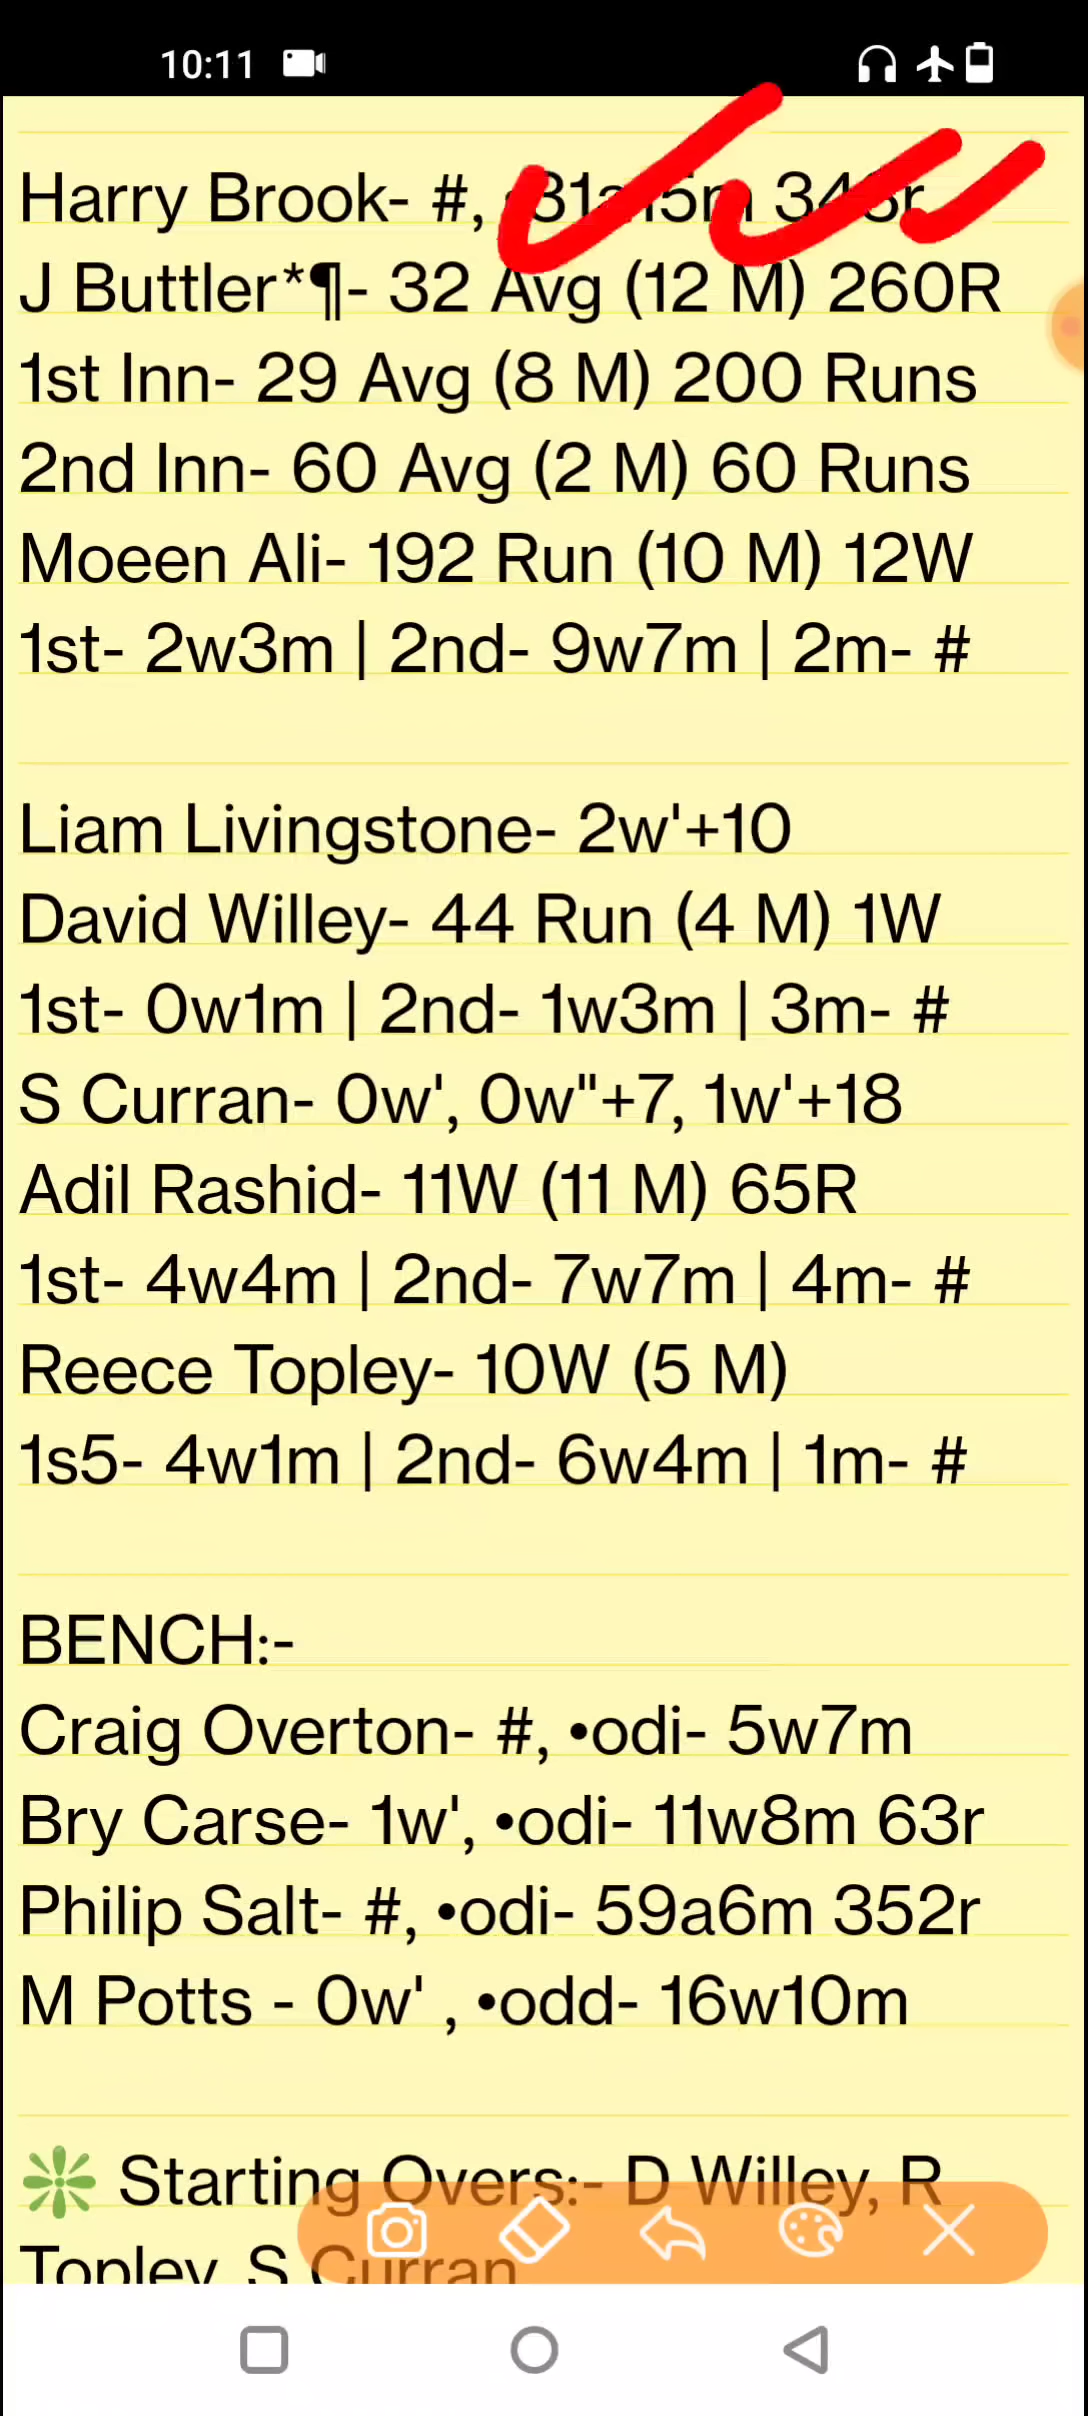 10:11
Harry Brook- #,
J Buttler*¶- 32 Avg (12 M) 260R
1st Inn- 29 Avg (8 M) 200 Runs
2nd Inn- 60 Avg (2 M) 60 Runs
Moeen Ali- 192 Run (10 M) 12W
1st- 2w3m | 2nd- 9w7m | 2m- #
Liam Livingstone- 2w'+10
David Willey- 44 Run (4 M) 1W
1st- 0w1m | 2nd- 1w3m | 3m- #
S Curran- 0w', 0w"+7, 1w'+18
Adil Rashid- 11W (11 M) 65R
1st- 4w4m | 2nd- 7w7m | 4m- #
Reece Topley- 10W (5 M)
1s5- 4w1m | 2nd- 6w4m | 1m- #
BENCH:-
Craig Overton- #, •odi- 5w7m
Bry Carse- 1w', •odi- 11w8m 63r
Philip Salt- #, •odi- 59a6m 352r
M Potts - 0w' , •odd- 16w10m
Starting Overs:- D Willey, R
Topley, S Curran